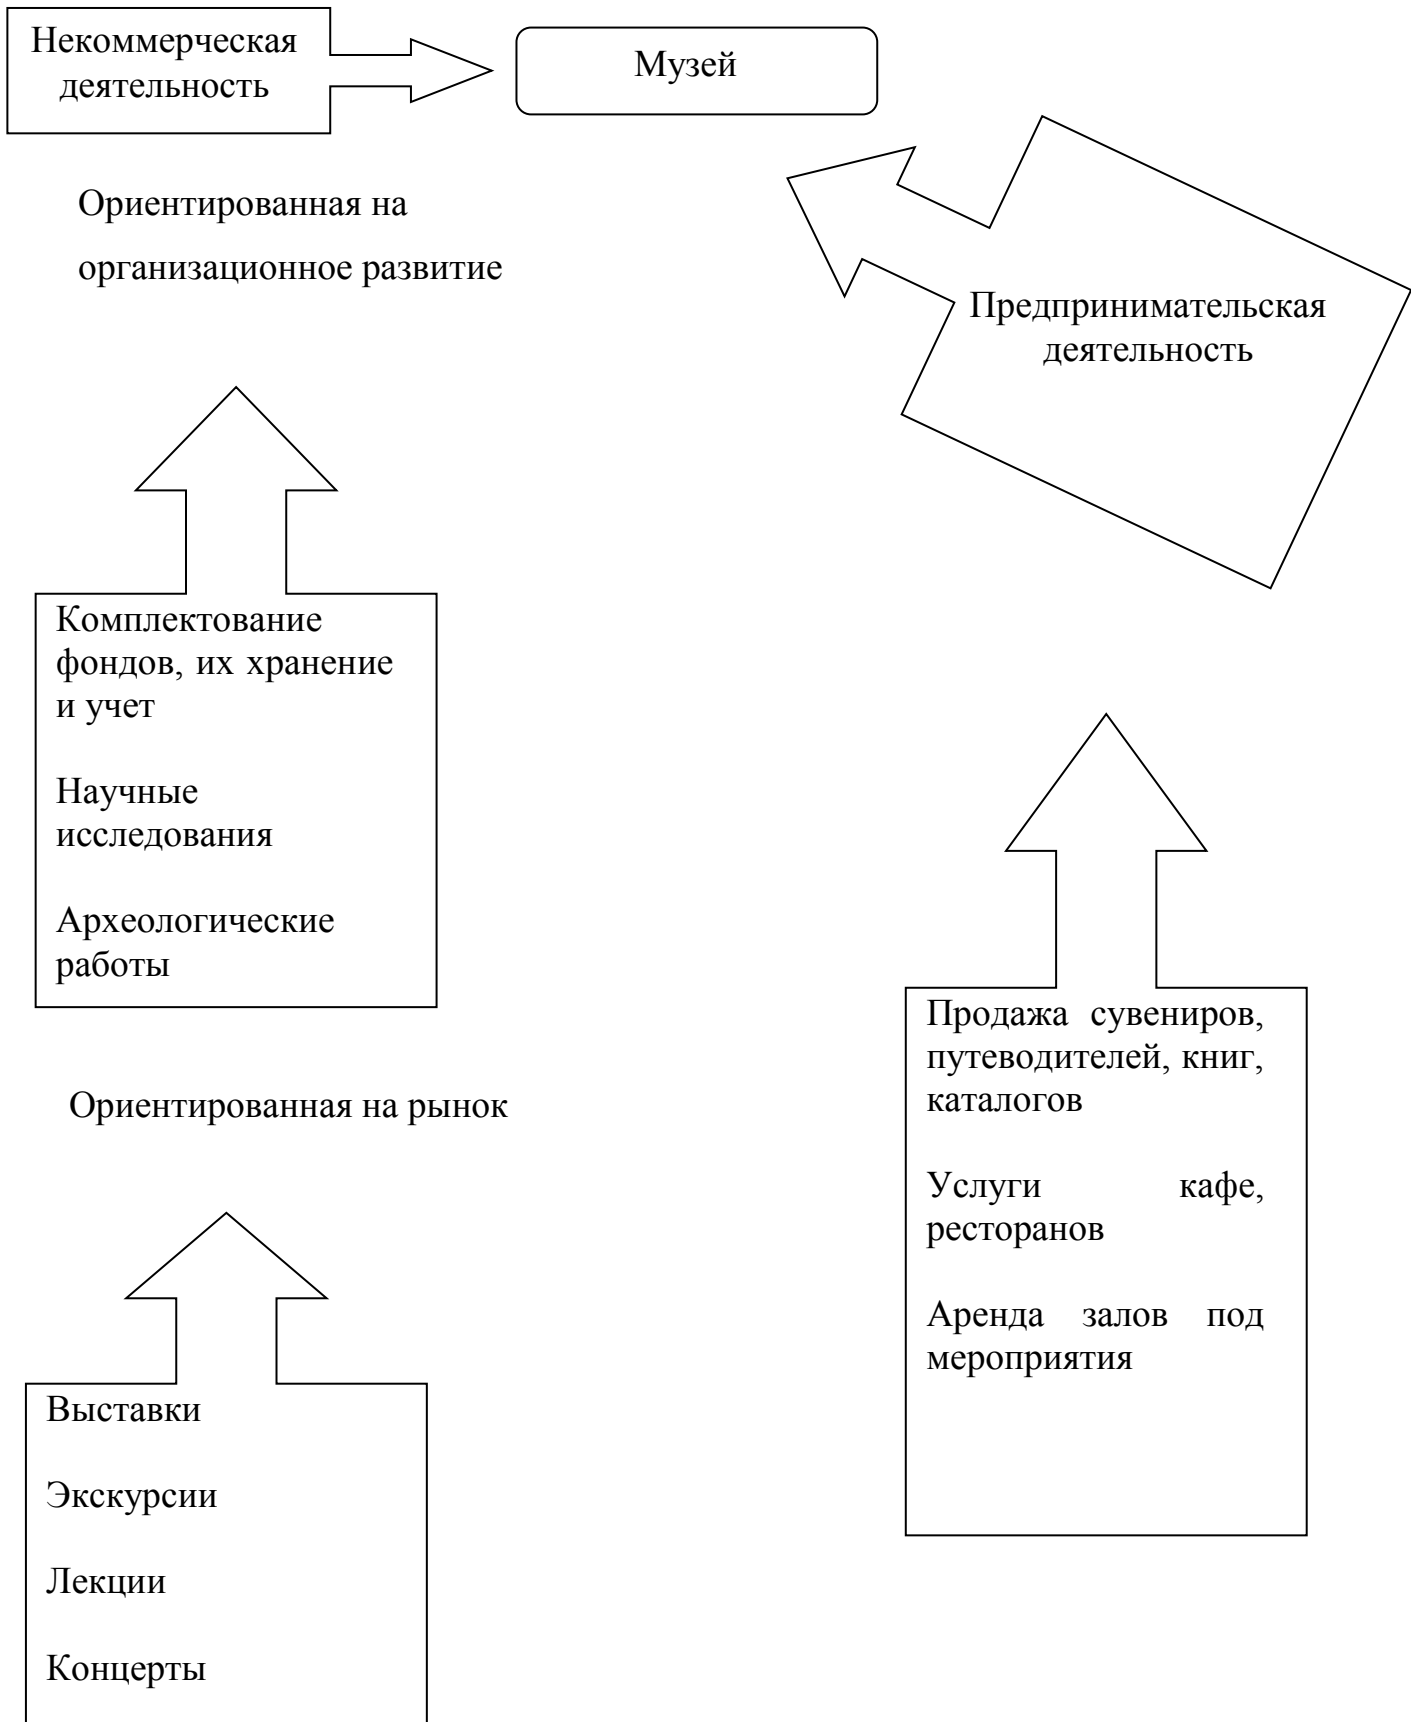 Некоммерческая
деятельность
Музей
Ориентированная на
организационное развитие
Предпринимательская
деятельность
Комплектование
фондов, их хранение
и учет
Научные
исследования
Археологические
работы
Ориентированная на рынок
Продажа сувениров,
путеводителей, книг,
каталогов
Услуги кафе,
ресторанов
Аренда залов под
мероприятия
Выставки
Экскурсии
Лекции
Концерты